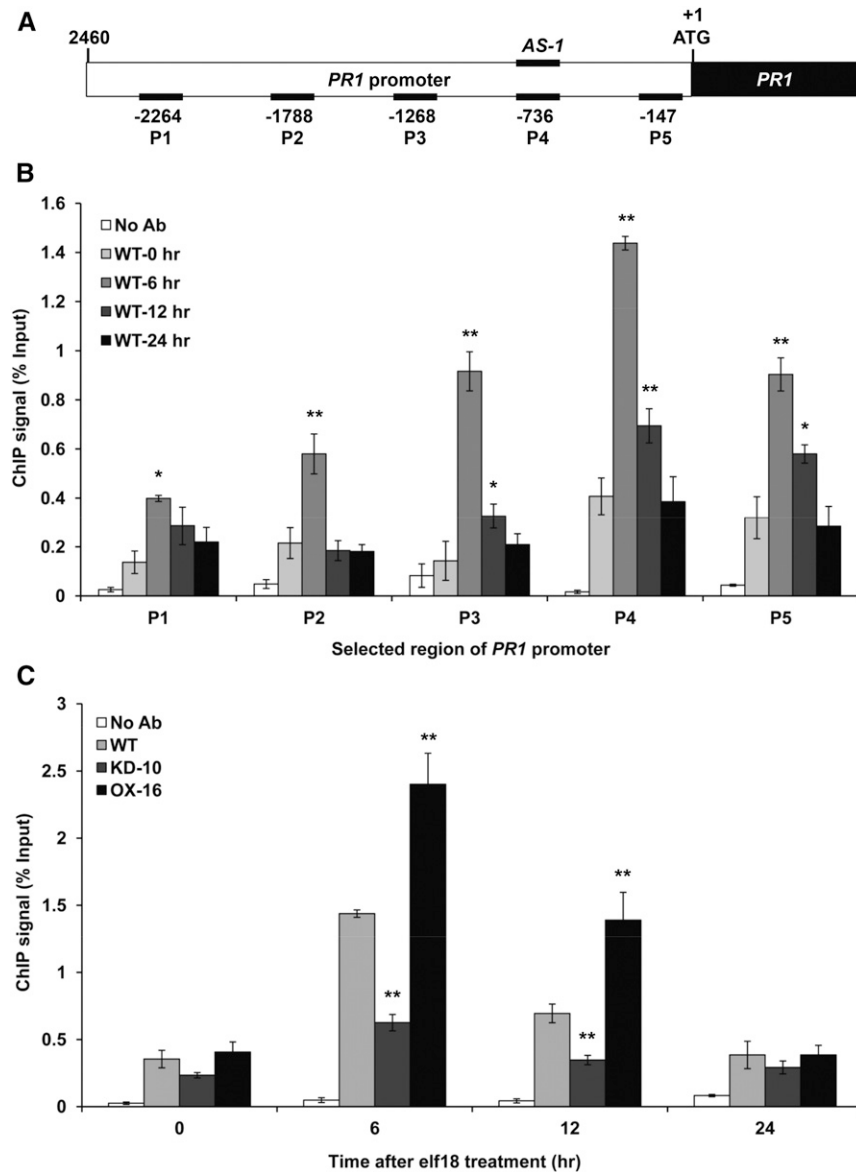 A
2460
AS-1
+1
ATG
PR1 promoter
PR1
-2264 -1788 -1268 -736 -147
P1 P2 P3 P4 P5
B
ChIP signal (% Input)
1.6
1.4
1.2
1
0.8
0.6
0.4
0.2
0
No Ab
WT-0 hr
WT-6 hr
WT-12 hr
WT-24 hr
*
**
**
*
**
**
**
*
P1 P2 P3 P4 P5
Selected region of PR1 promoter
C
ChIP signal (% Input)
3
2.5
2
1.5
1
0.5
0
No Ab
WT
KD-10
OX-16
**
**
**
**
0 6 12 24
Time after elf18 treatment (hr)